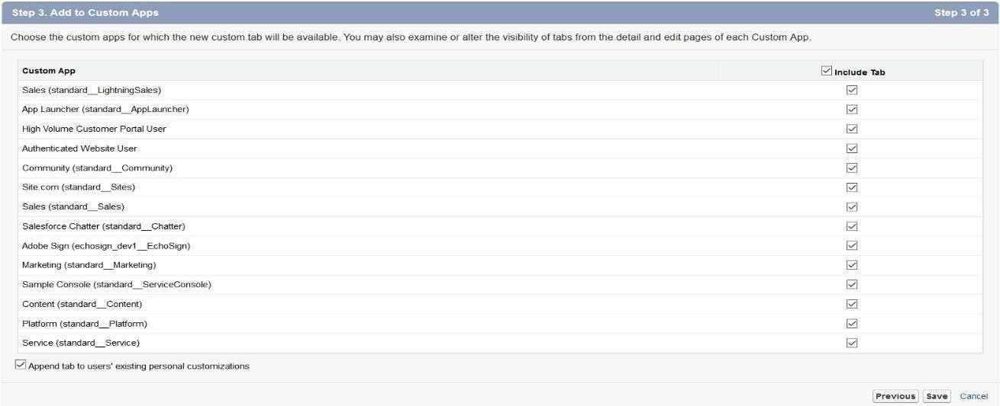 Step 3. Add to Custom Apps Step 3 of 3
Choose the custom apps for which the new custom tab will be available. You may also examine or alter the visibility of tabs from the detail and edit pages of each Custom App.
Custom App Include Tab
Sales (standard__LightningSales)
App Launcher (standard__AppLauncher)
High Volume Customer Portal User
Authenticated Website User
Community (standard__Community)
Site.com (standard__Sites)
Sales (standard__Sales)
Salesforce Chatter (standard__Chatter)
Adobe Sign (echosign_dev1__EchoSign)
Marketing (standard__Marketing)
Sample Console (standard__ServiceConsole)
Content (standard__Content)
Platform (standard__Platform)
Service (standard__Service)
Append tab to users' existing personal customizations
Previous Save Cancel